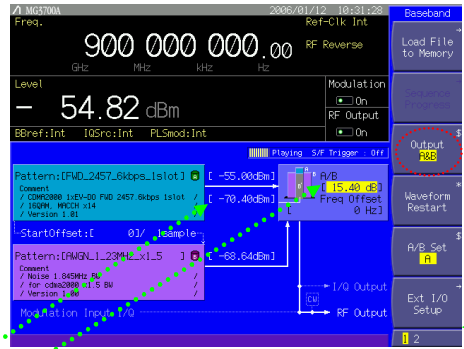 MG3700A 2006/01/12 10:31:28
Freq. Ref-Clk Int
900 000 000.00 RF Reverse
GHz MHz kHz Hz
Level Modulation
- 54.82 dBm On
RF Output
On
BBref:Int IQSrc:Int PLSmod:Int
Playing S/F Trigger : Off
Pattern:[FWD_2457_6kbps_1slot] [ -55.00dBm] A/B
Comment [ 15.40 dB]
/ CDMA2000 1xEV-DO FWD 2457.6kbps 1slot / [ -70.40dBm] Freq Offset
/ 16QAM, MACCH x14 / [ 0 Hz]
/ Version 1.01 /
StartOffset:[ 0]/ 1sample
Pattern:[AWGN_1_23MHz_x1_5 ] [ -68.64dBm]
Comment
/ Noise 1.845MHz BW /
/ for cdma2000 1.5 BW /
/ Version 1.00 /
I/Q Output
CW
Modulation Input I/Q RF Output
Baseband
Load File
to Memory
Sequence
Progress
Output
A&B
Waveform
Restart
A/B Set
A
Ext I/O
Setup
1 2